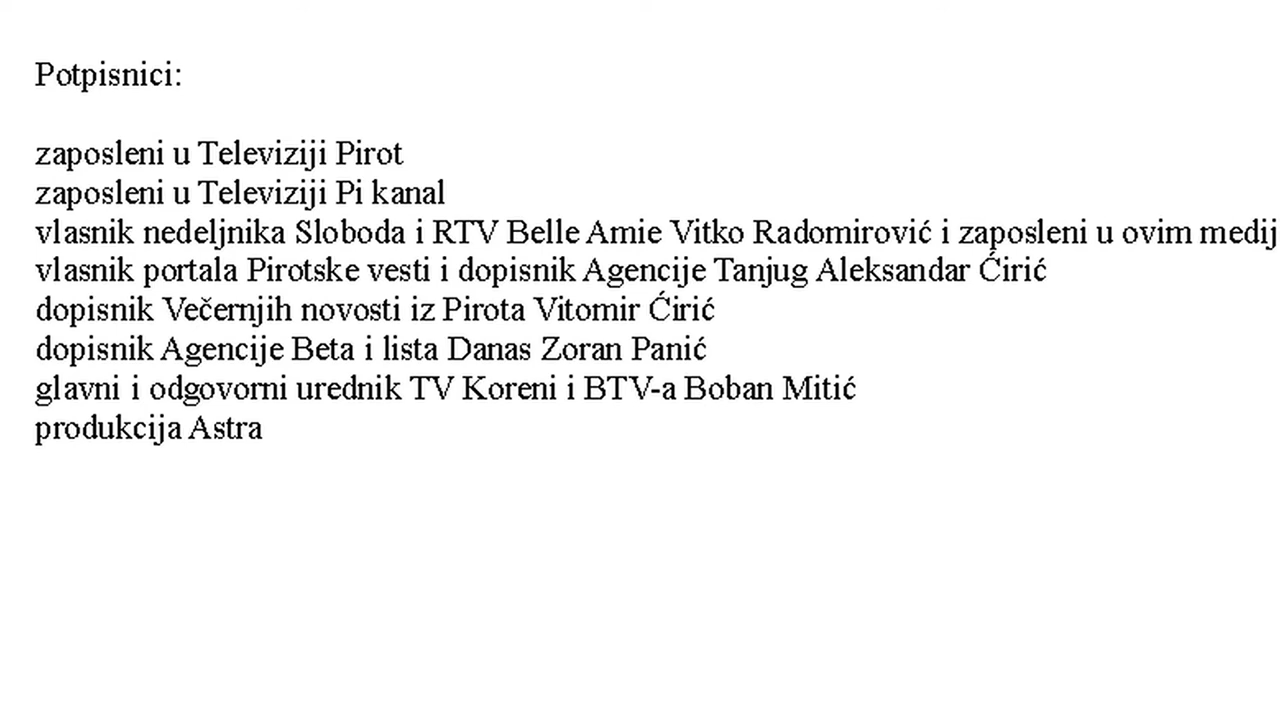 Potpisnici:
zaposleni u Televiziji Pirot
zaposleni u Televiziji Pi kanal
vlasnik nedeljnika Sloboda i RTV Belle Amie Vitko Radomirović i zaposleni u ovim medij
vlasnik portala Pirotske vesti i dopisnik Agencije Tanjug Aleksandar Ćirić
dopisnik Večernjih novosti iz Pirota Vitomir Ćirić
dopisnik Agencije Beta i lista Danas Zoran Panić
glavni i odgovorni urednik TV Koreni i BTV-a Boban Mitić
produkcija Astra